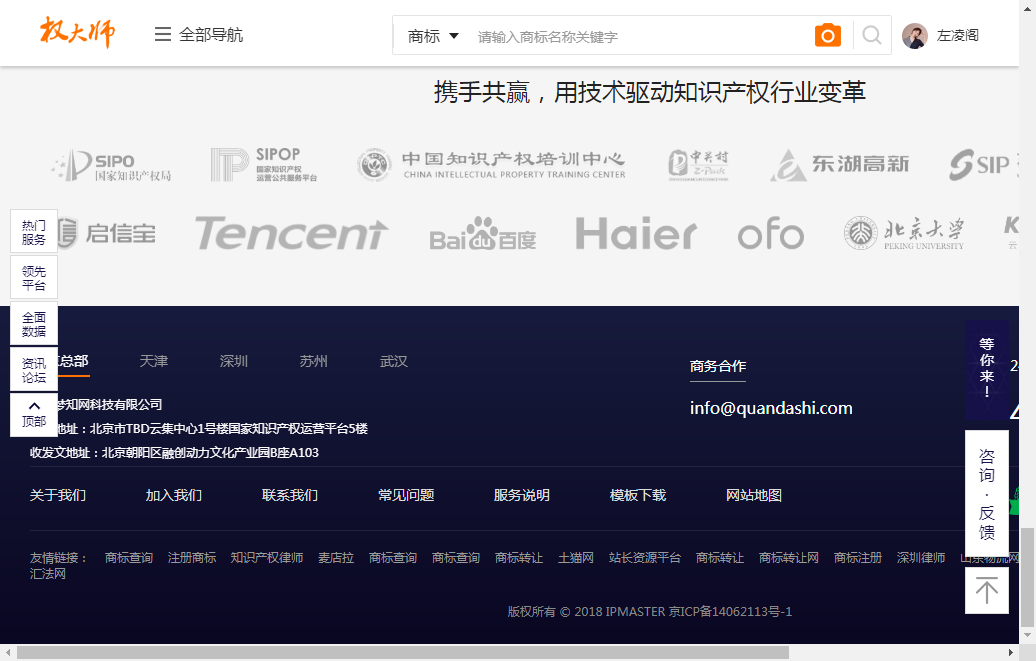 权大师
全部导航
商标
请输入商标名称关键字
左凌阁
携手共赢，用技术驱动知识产权行业变革
SIPO
国家知识产权局
SIPOP
国家知识产权
运营公共服务平台
中国知识产权培训中心
CHINA INTELLECTUAL PROPERTY TRAINING CENTER
中关村
Z-Park
东湖高新
SIP
启信宝
Tencent
Bai du 百度
Haier
ofo
北京大学
PEKING UNIVERSITY
K
云
热门
服务
领先
平台
全面
数据
资讯
论坛
顶部
总部
天津
深圳
苏州
武汉
梦知网科技有限公司
地址：北京市TBD云集中心1号楼国家知识产权运营平台5楼
收发文地址：北京朝阳区融创动力文化产业园B座A103
商务合作
info@quandashi.com
等你来！
2
咨询·反馈
关于我们
加入我们
联系我们
常见问题
服务说明
模板下载
网站地图
友情链接：
商标查询
注册商标
知识产权律师
麦店拉
商标查询
商标查询
商标转让
土猫网
站长资源平台
商标转让
商标转让网
商标注册
深圳律师
山东物流网
汇法网
版权所有 © 2018 IPMASTER 京ICP备14062113号-1